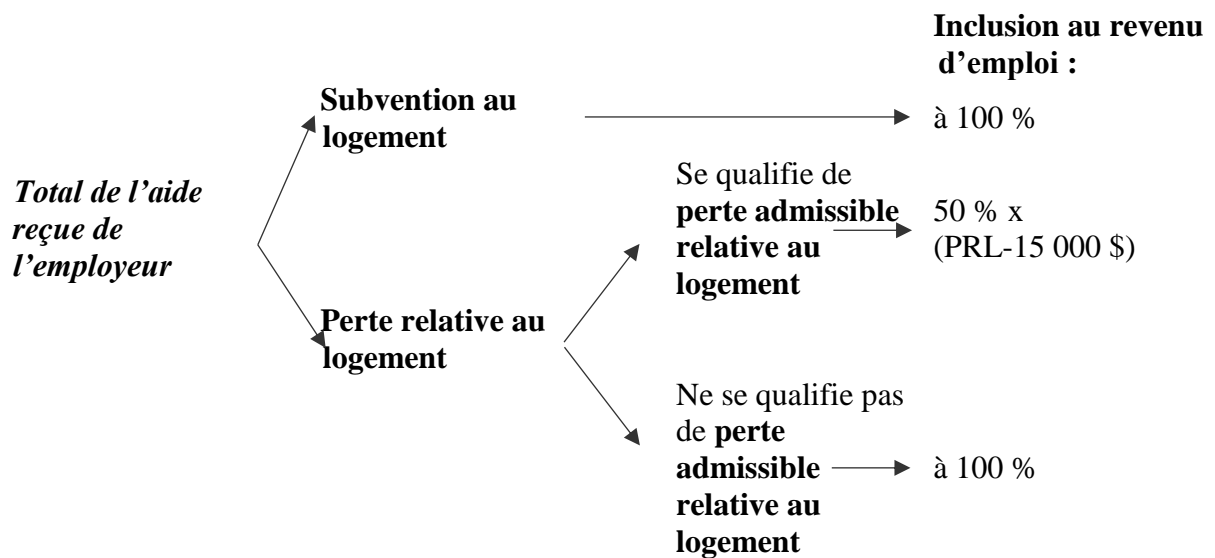 Inclusion au revenu
d’emploi :
Subvention au
logement
à 100 %
Total de l’aide
reçue de
l’employeur
Se qualifie de
perte admissible
relative au
logement
50 % x
(PRL-15 000 $)
Perte relative au
logement
Ne se qualifie pas
de perte
admissible
relative au
logement
à 100 %